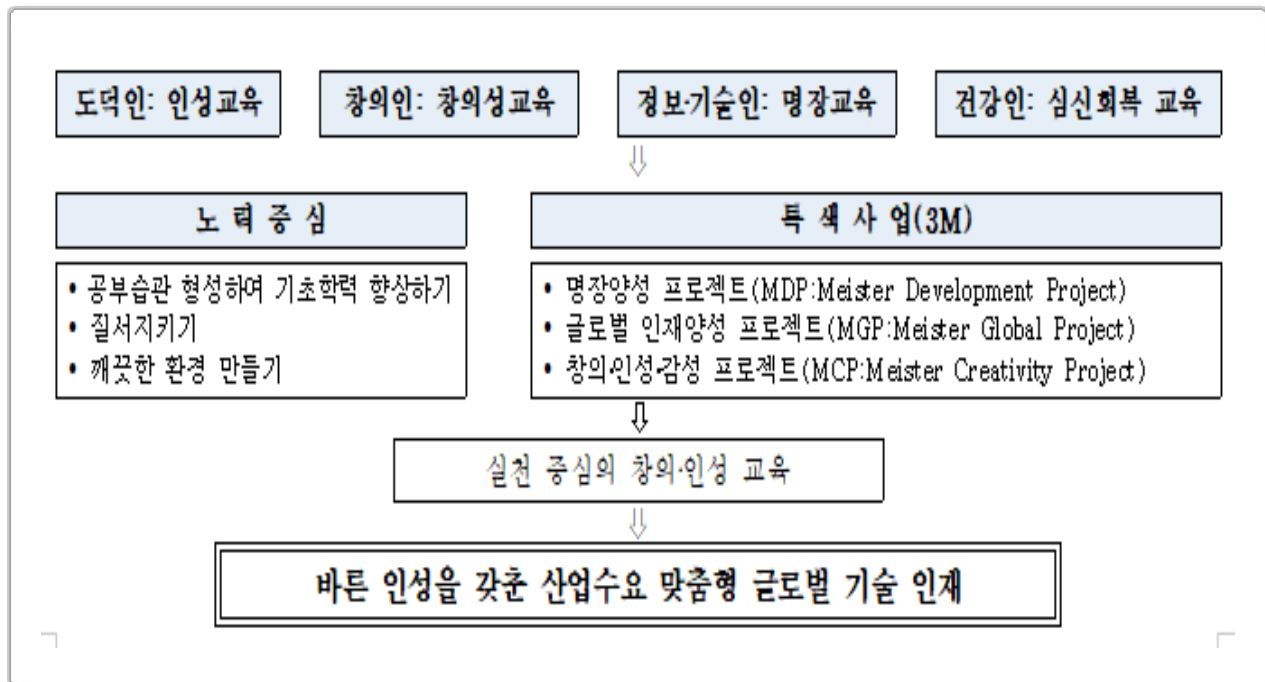 도덕인: 인성교육
창의인: 창의성교육
정보·기술인: 명장교육
건강인: 심신회복 교육
노 력 중 심
• 공부습관 형성하여 기초학력 향상하기
• 질서지키기
• 깨끗한 환경 만들기
특 색 사 업(3M)
• 명장양성 프로젝트(MDP:Meister Development Project)
• 글로벌 인재양성 프로젝트(MGP:Meister Global Project)
• 창의·인성·감성 프로젝트(MCP:Meister Creativity Project)
실천 중심의 창의·인성 교육
바른 인성을 갖춘 산업수요 맞춤형 글로벌 기술 인재